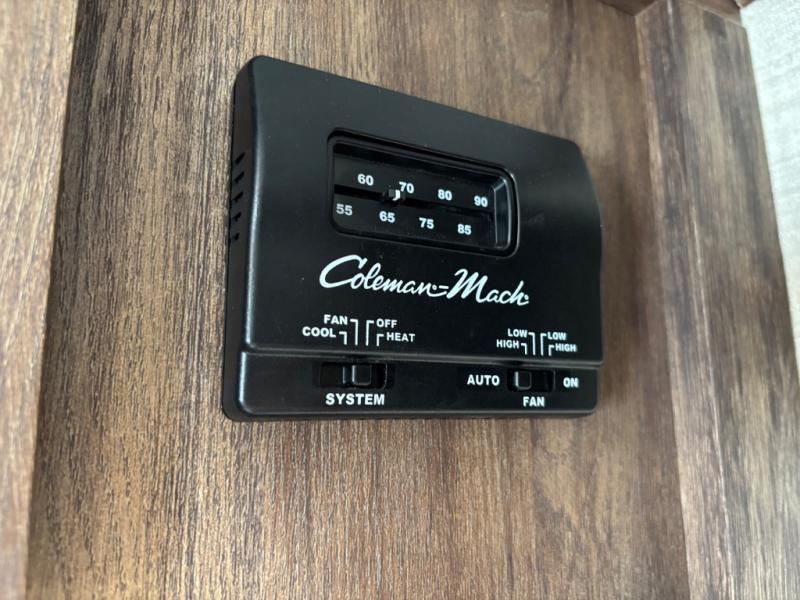 60 70 80 90
55 65 75 85
Coleman-Mach
FAN OFF
COOL HEAT
LOW LOW
HIGH HIGH
AUTO ON
SYSTEM
FAN